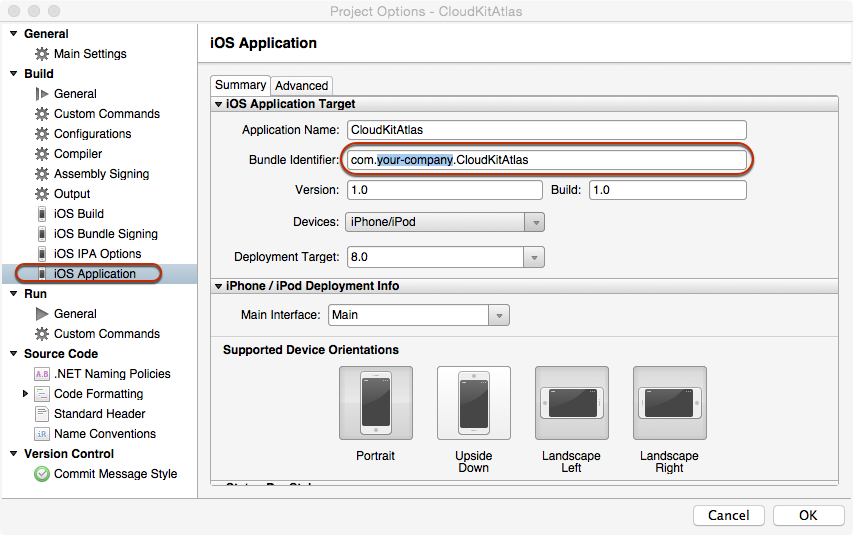 Project Options - CloudKitAtlas
General
Main Settings
Build
General
Custom Commands
Configurations
Compiler
Assembly Signing
Output
iOS Build
iOS Bundle Signing
iOS IPA Options
iOS Application
Run
General
Custom Commands
Source Code
A.B .NET Naming Policies
Code Formatting
Standard Header
iR Name Conventions
Version Control
Commit Message Style
iOS Application
Summary Advanced
iOS Application Target
Application Name: CloudKitAtlas
Bundle Identifier: com.your-company.CloudKitAtlas
Version: 1.0 Build: 1.0
Devices: iPhone/iPod
Deployment Target: 8.0
iPhone / iPod Deployment Info
Main Interface: Main
Supported Device Orientations
Portrait
Upside
Down
Landscape
Left
Landscape
Right
Cancel OK